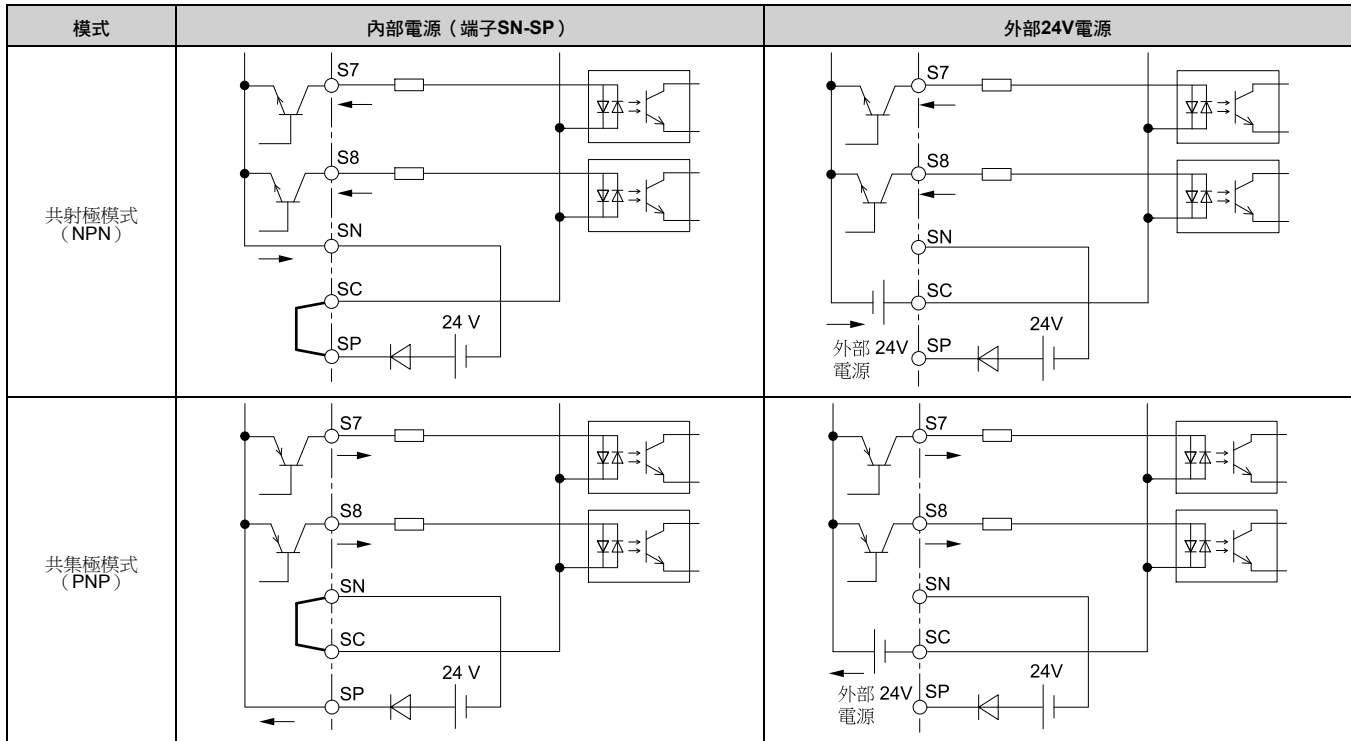 模式
內部電源（端子SN-SP）
外部24V電源
共射極模式
（NPN）
S7
S8
SN
SC
24 V
SP
S7
S8
SN
SC
24V
外部 24V
電源
SP
共集極模式
（PNP）
S7
S8
SN
SC
24 V
SP
S7
S8
SN
SC
24V
外部 24V
電源
SP